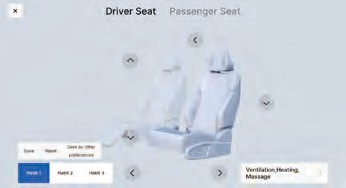 Driver Seat Passenger Seat
Save Reset Save as other
preferences
Habit 1 Habit 2 Habit 3
Ventilation,Heating,
Massage